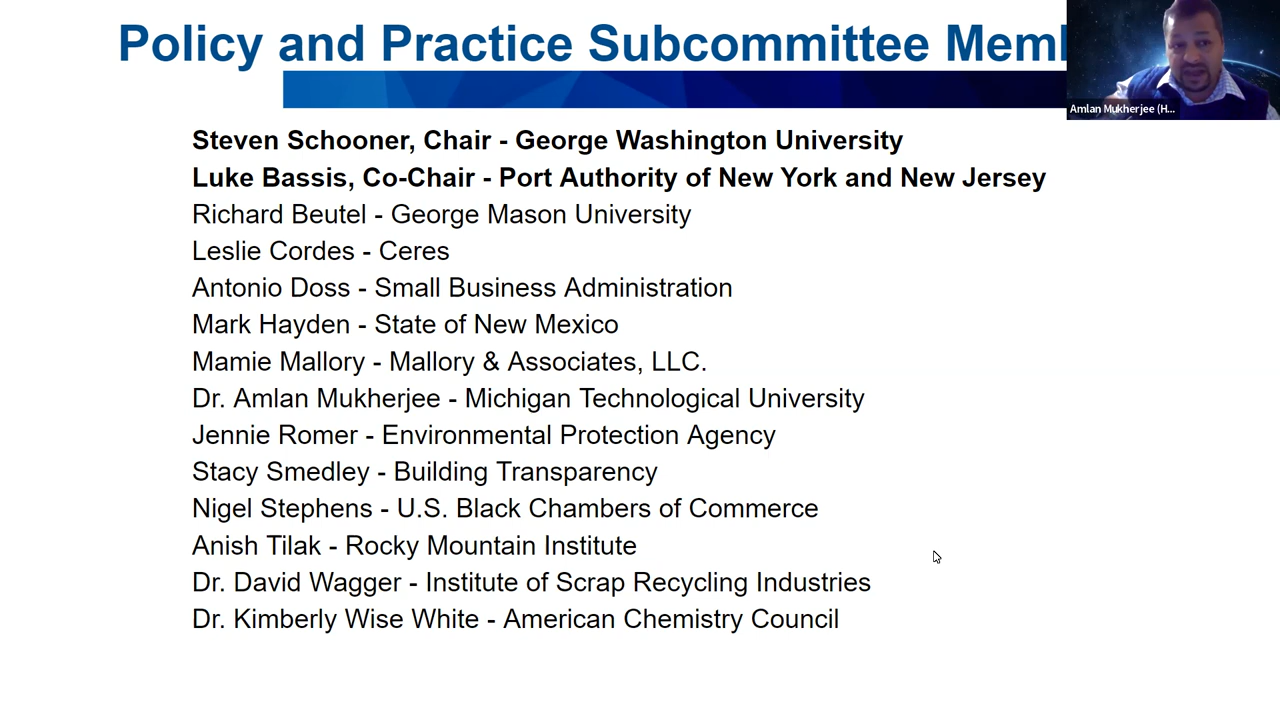 Policy and Practice Subcommittee
Amlan Mukherjee (H...
Steven Schooner, Chair - George Washington University
Luke Bassis, Co-Chair - Port Authority of New York and New Jersey
Richard Beutel - George Mason University
Leslie Cordes - Ceres
Antonio Doss - Small Business Administration
Mark Hayden - State of New Mexico
Mamie Mallory - Mallory & Associates, LLC.
Dr. Amlan Mukherjee - Michigan Technological University
Jennie Romer - Environmental Protection Agency
Stacy Smedley - Building Transparency
Nigel Stephens - U.S. Black Chambers of Commerce
Anish Tilak - Rocky Mountain Institute
Dr. David Wagger - Institute of Scrap Recycling Industries
Dr. Kimberly Wise White - American Chemistry Council